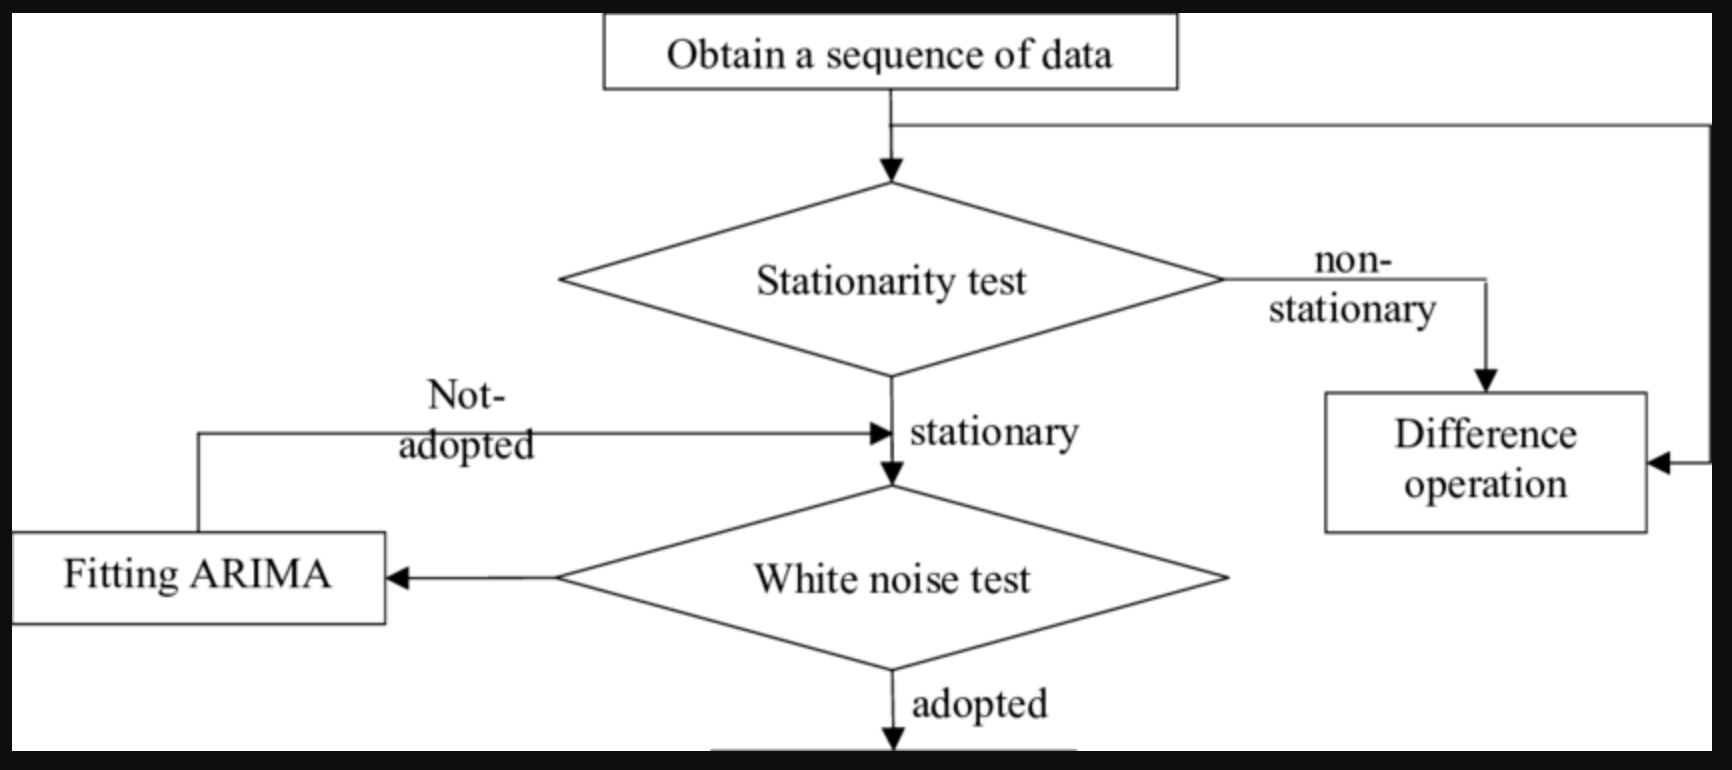 Obtain a sequence of data
Stationarity test
non-
stationary
Not-
adopted
stationary
Difference
operation
Fitting ARIMA
White noise test
adopted